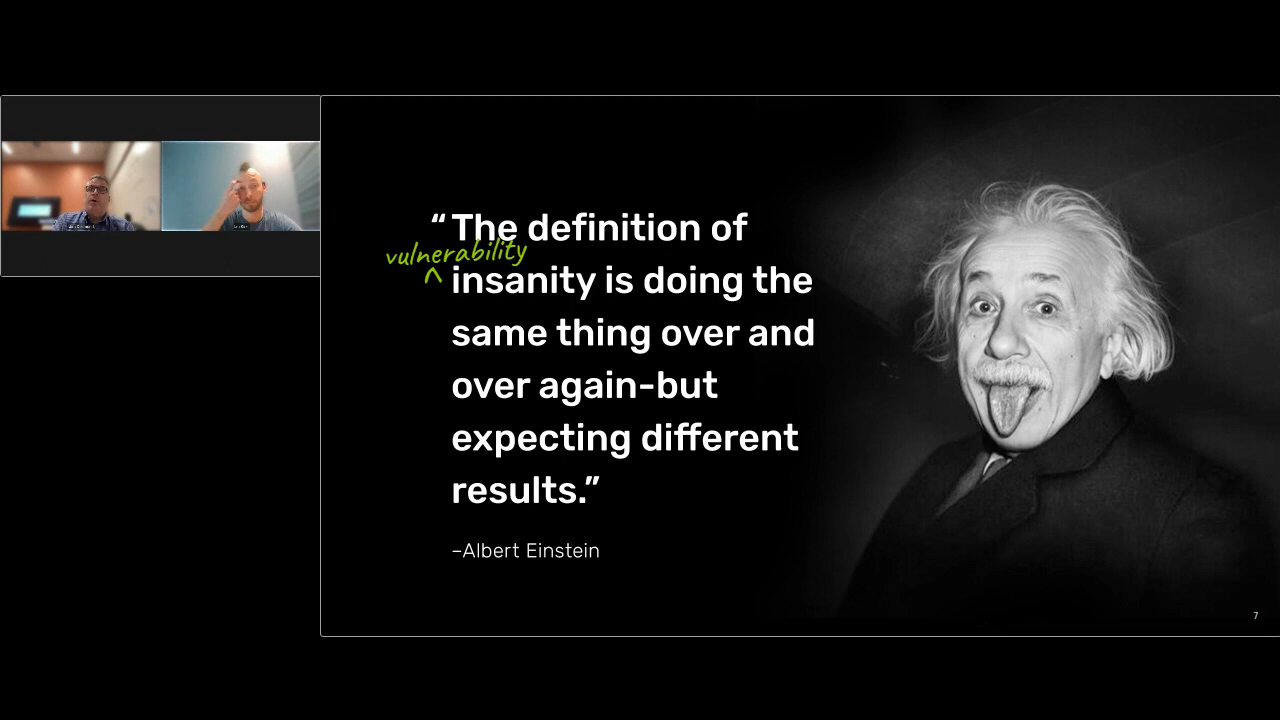 “The definition of
vulnerability
^ insanity is doing the
same thing over and
over again-but
expecting different
results.”
–Albert Einstein
7